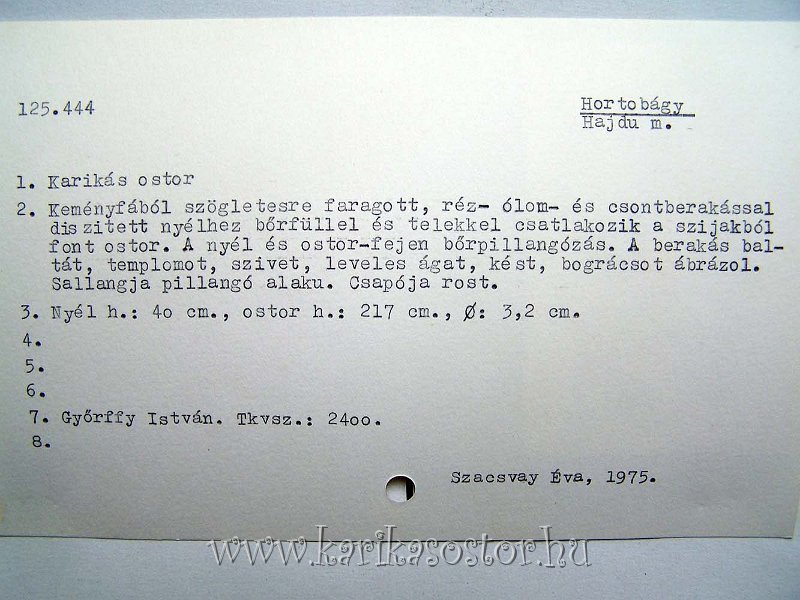 125.444
Hortobágy
Hajdu m.
1. Karikás ostor
2. Keményfából szögletesre faragott, réz- ólom- és csontberakással
diszitett nyélhez bőrfüllel és telekkel csatlakozik a szijakból
font ostor. A nyél és ostor-fejen bőrpillangózás. A berakás bal-
tát, templomot, szivet, leveles ágat, kést, bográcsot ábrázol.
Sallangja pillangó alaku. Csapója rost.
3. Nyél h.: 4o cm., ostor h.: 217 cm., Ø: 3,2 cm.
4.
5.
6.
7. Győrffy István. Tkvsz.: 24oo.
8.
Szacsvay Éva, 1975.
www.karikasostor.hu